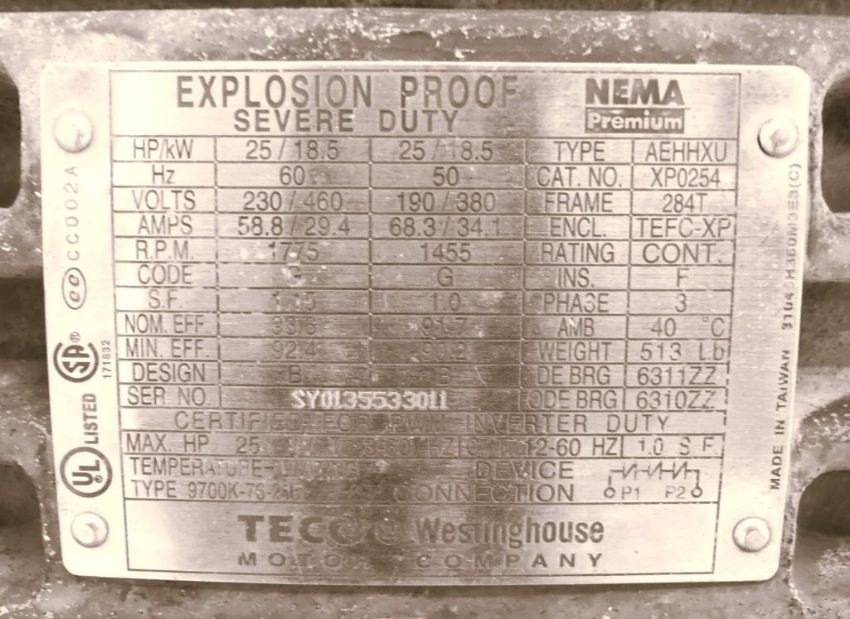 EXPLOSION PROOF
SEVERE DUTY
NEMA
Premium
HP/kW 25 / 18.5 25 / 18.5 TYPE AEHHXU
Hz 60 50 CAT. NO. XP0254
VOLTS 230 / 460 190 / 380 FRAME 284T
AMPS 58.8 / 29.4 68.3 / 34.1 ENCL. TEFC-XP
R.P.M. 1775 1455 RATING CONT.
CODE G INS. F
S.F. 1.0 PHASE 3
NOM. EFF. 91.7 AMB 40 °C
MIN. EFF. 92.4 WEIGHT 513 Lb
DESIGN B B DE BRG 6311ZZ
SER NO. SY0135533011 ODE BRG 6310ZZ
CERTIFIED FOR PWM INVERTER DUTY
MAX. HP 25 12-60 HZ 1.0 S.F.
TEMPERATURE- DEVICE
TYPE 9700K- CONNECTION P1 P2
TECO Westinghouse
MOTOR COMPANY
CC002A
SA®
171832
UL LISTED
MADE IN TAIWAN